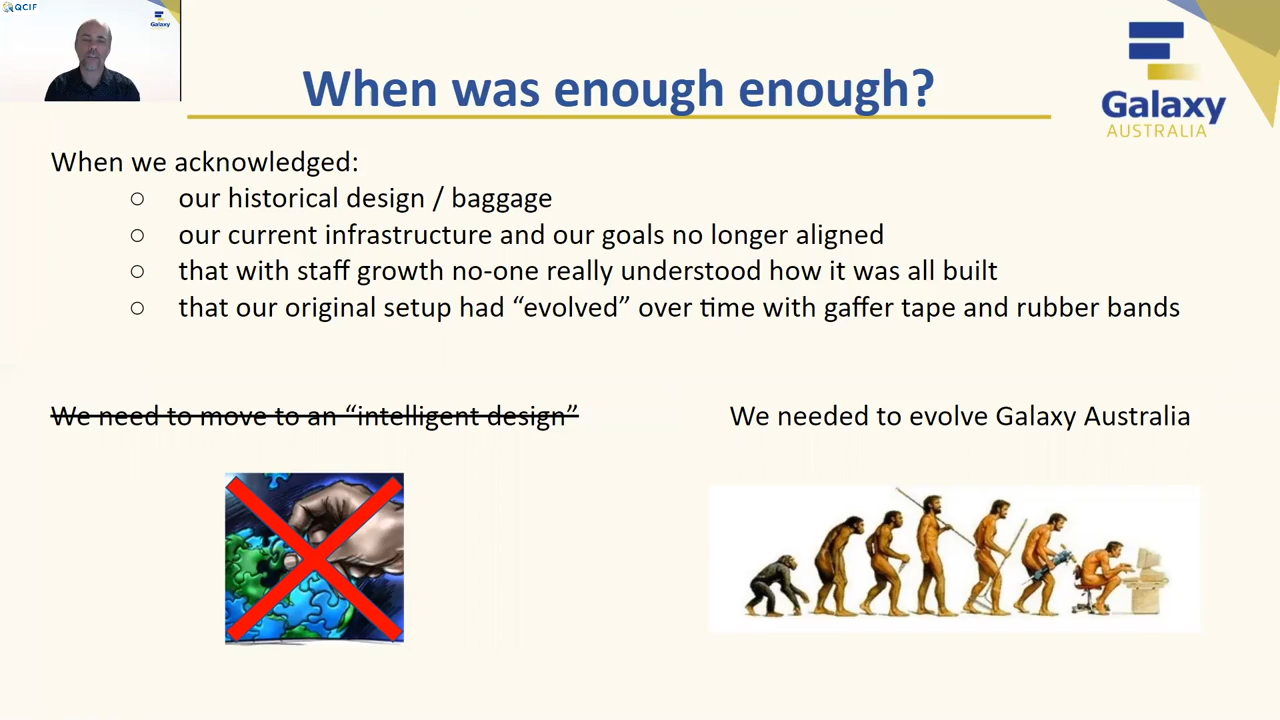 QCIF
Galaxy
When was enough enough?
Galaxy
AUSTRALIA
When we acknowledged:
○ our historical design / baggage
○ our current infrastructure and our goals no longer aligned
○ that with staff growth no-one really understood how it was all built
○ that our original setup had “evolved” over time with gaffer tape and rubber bands
We need to move to an “intelligent design”
We needed to evolve Galaxy Australia